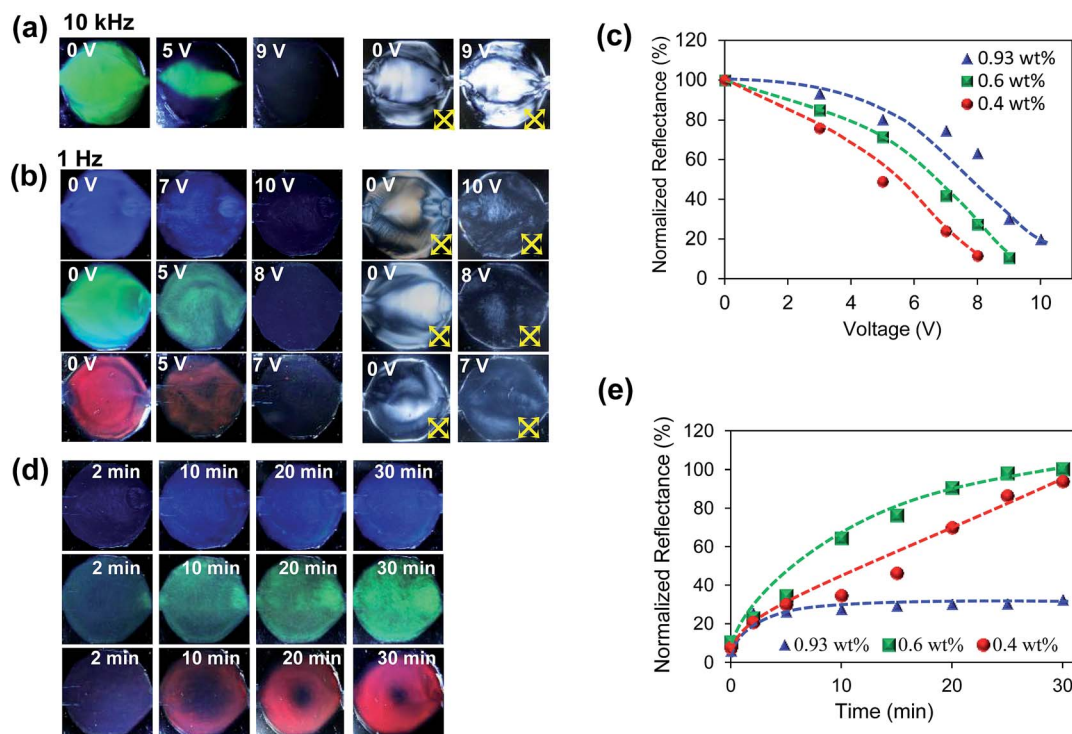 (a)
10 kHz
0 V 5 V 9 V 0 V 9 V
(b)
1 Hz
0 V 7 V 10 V 0 V 10 V
0 V 5 V 8 V 0 V 8 V
0 V 5 V 7 V 0 V 7 V
(c)
Normalized Reflectance (%)
120
100
80
60
40
20
0
0 2 4 6 8 10
Voltage (V)
0.93 wt%
0.6 wt%
0.4 wt%
(d)
2 min 10 min 20 min 30 min
2 min 10 min 20 min 30 min
2 min 10 min 20 min 30 min
(e)
Normalized Reflectance (%)
120
100
80
60
40
20
0
0.93 wt% 0.6 wt% 0.4 wt%
0 10 20 30
Time (min)